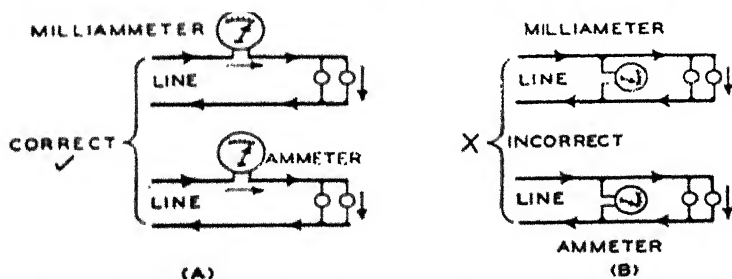 MILLIAMMETER
LINE
CORRECT
AMMETER
LINE
(A)
MILLIAMETER
LINE
X INCORRECT
LINE
AMMETER
(B)